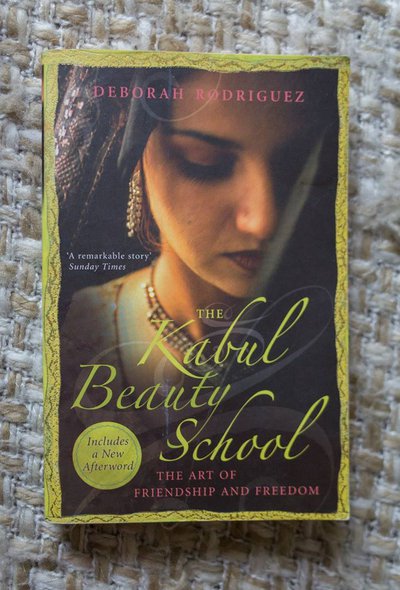 DEBORAH RODRIGUEZ
'A remarkable story'
Sunday Times
THE
Kabul
Beauty
School
Includes
a New
Afterword
THE ART OF
FRIENDSHIP AND FREEDOM